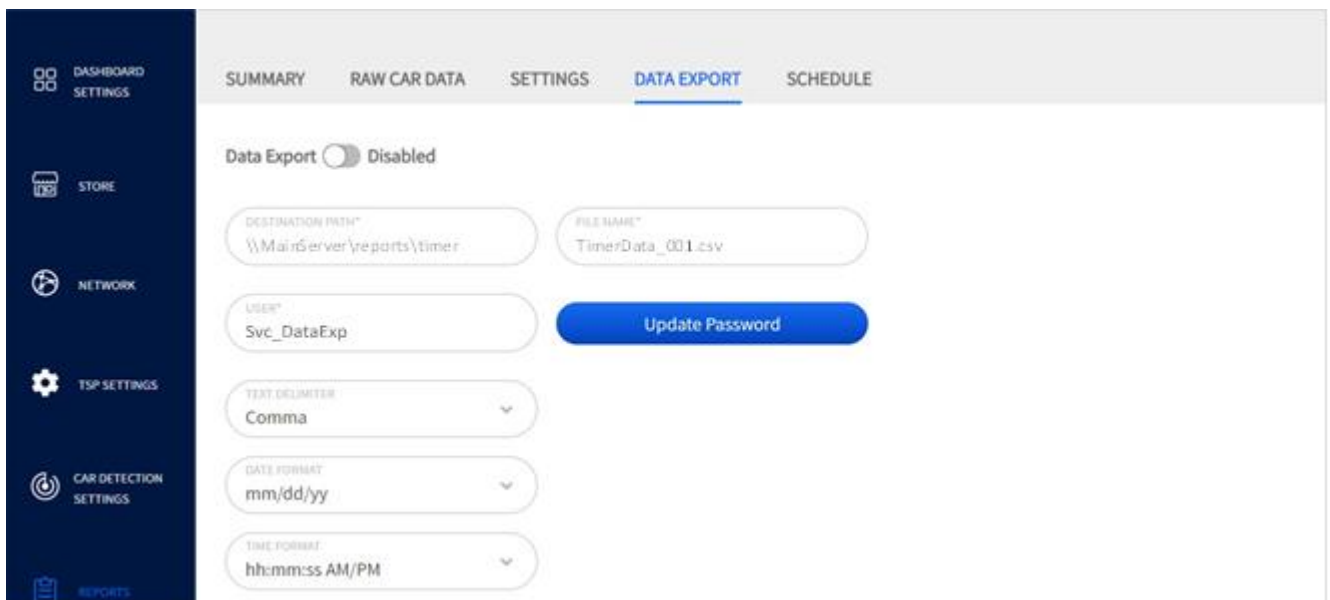 DASHBOARD
SETTINGS
STORE
NETWORK
TSP SETTINGS
CAR DETECTION
SETTINGS
REPORTS
SUMMARY RAW CAR DATA SETTINGS DATA EXPORT SCHEDULE
Data Export Disabled
DESTINATION PATH* FILE NAME*
\\MainServer\reports\timer TimerData_001.csv
USER*
Svc_DataExp Update Password
TEXT DELIMITER
Comma
DATE FORMAT
mm/dd/yy
TIME FORMAT
hh:mm:ss AM/PM